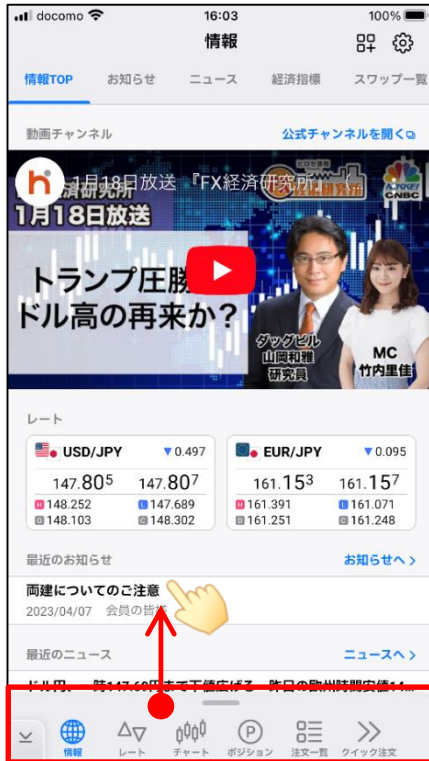 docomo 16:03 100%
情報
情報TOP お知らせ ニュース 経済指標 スワップ一覧
動画チャンネル 公式チャンネルを開く
1月18日放送 『FX経済研究所』
1月18日放送
NIKKEI CNBC
トランプ圧勝
ドル高の再来か?
ダッグビル
山岡和雅
研究員
MC
竹内里佳
レート
USD/JPY ▼0.497 EUR/JPY ▼0.095
147.805 147.807 161.153 161.157
H 148.252 L 147.689 H 161.391 L 161.071
O 148.103 C 148.302 O 161.251 C 161.248
最近のお知らせ お知らせへ >
両建についてのご注意
2023/04/07 会員の皆様
最近のニュース ニュースへ >
情報 レート チャート ポジション 注文一覧 クイック注文